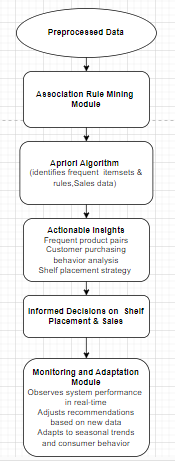 Preprocessed Data
Association Rule Mining
Module
Apriori Algorithm
(identifies frequent itemsets &
rules,Sales data)
Actionable Insights
Frequent product pairs
Customer purchasing
behavior analysis
Shelf placement strategy
Informed Decisions on Shelf
Placement & Sales
Monitoring and Adaptation
Module
Observes system performance
in real-time
Adjusts recommendations
based on new data
Adapts to seasonal trends
and consumer behavior